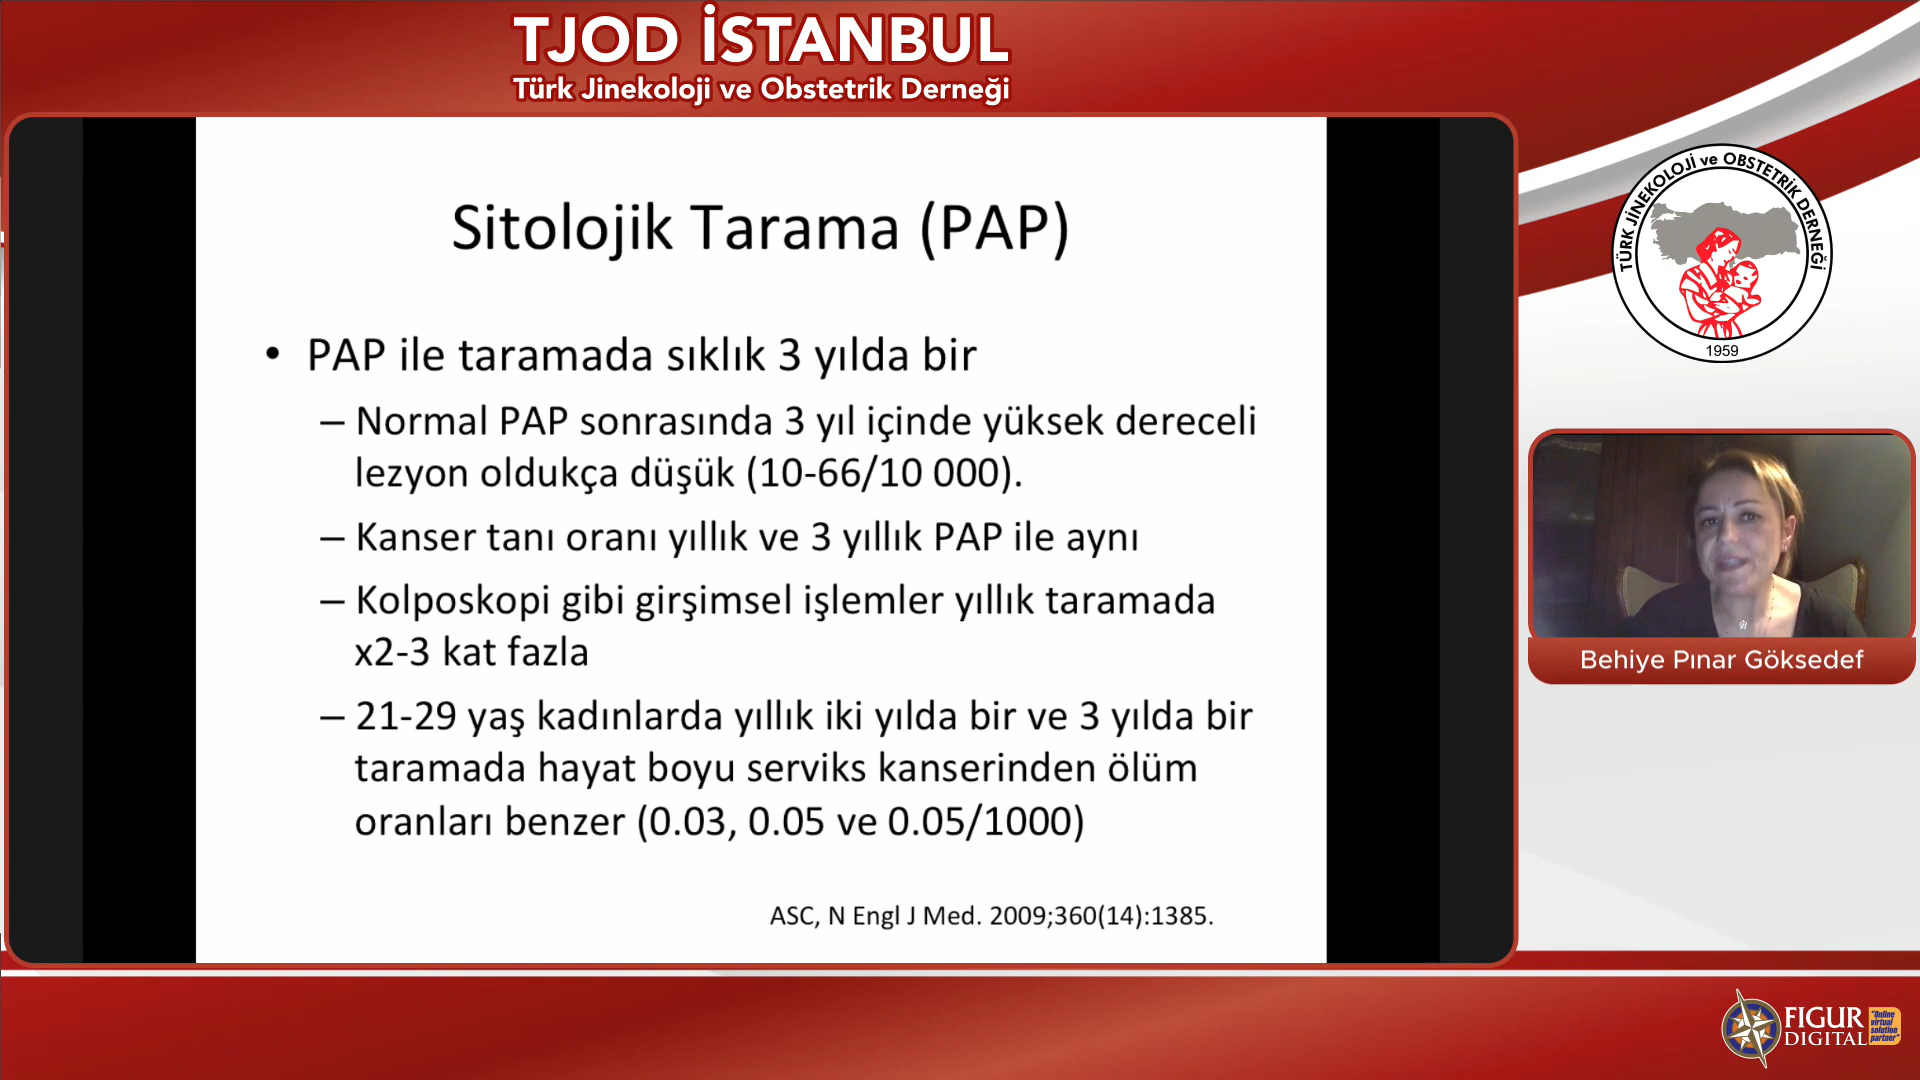 TJOD İSTANBUL
Türk Jinekoloji ve Obstetrik Derneği
Sitolojik Tarama (PAP)
• PAP ile taramada sıklık 3 yılda bir
– Normal PAP sonrasında 3 yıl içinde yüksek dereceli
lezyon oldukça düşük (10-66/10 000).
– Kanser tanı oranı yıllık ve 3 yıllık PAP ile aynı
– Kolposkopi gibi girşimsel işlemler yıllık taramada
x2-3 kat fazla
– 21-29 yaş kadınlarda yıllık iki yılda bir ve 3 yılda bir
taramada hayat boyu serviks kanserinden ölüm
oranları benzer (0.03, 0.05 ve 0.05/1000)
ASC, N Engl J Med. 2009;360(14):1385.
TÜRK JİNEKOLOJİ ve OBSTETRİK DERNEĞİ
1959
Behiye Pınar Göksedef
FIGUR
DIGITAL
"Online
virtual
solution
partner"